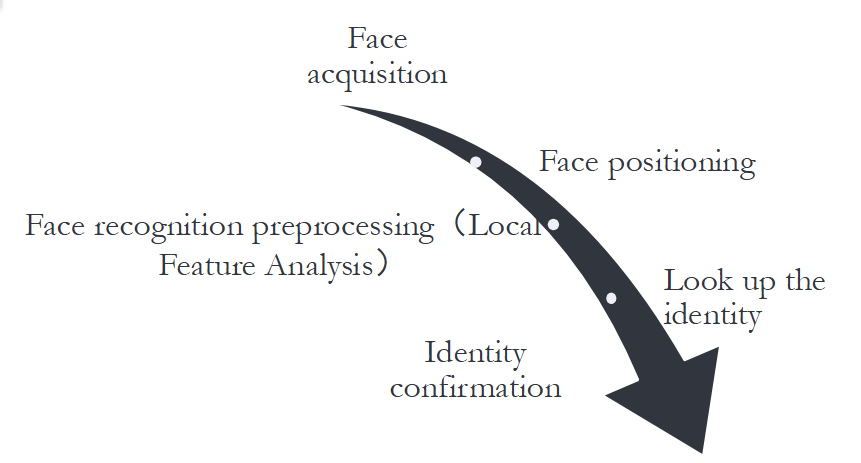 Face
acquisition
Face positioning
Face recognition preprocessing（Local
Feature Analysis）
Look up the
identity
Identity
confirmation